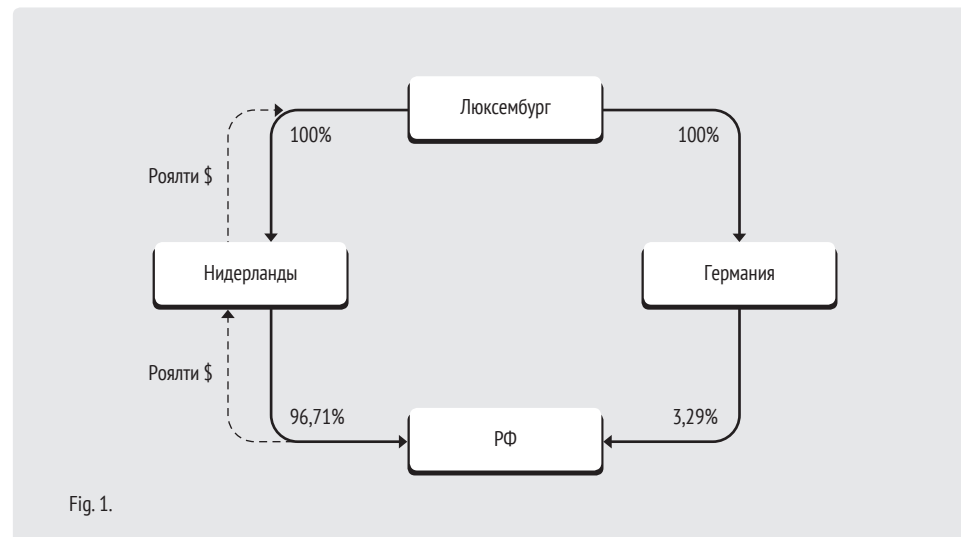 Люксембург
100%
100%
Роялти $
Нидерланды
Германия
Роялти $
96,71%
3,29%
РФ
Fig. 1.